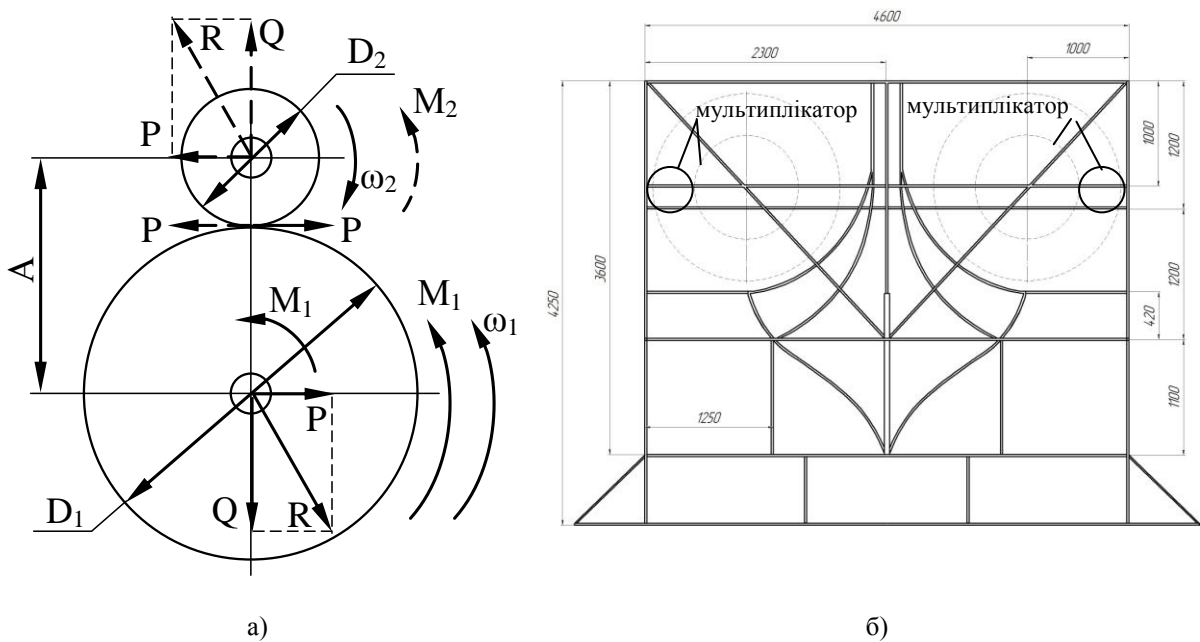 R
Q
D₂
M₂
P
ω₂
P
P
A
M₁
M₁
ω₁
P
D₁
Q
R
а)
4600
2300
1000
мультиплікатор
мультиплікатор
1000
1200
3600
4250
1200
420
1250
1100
б)